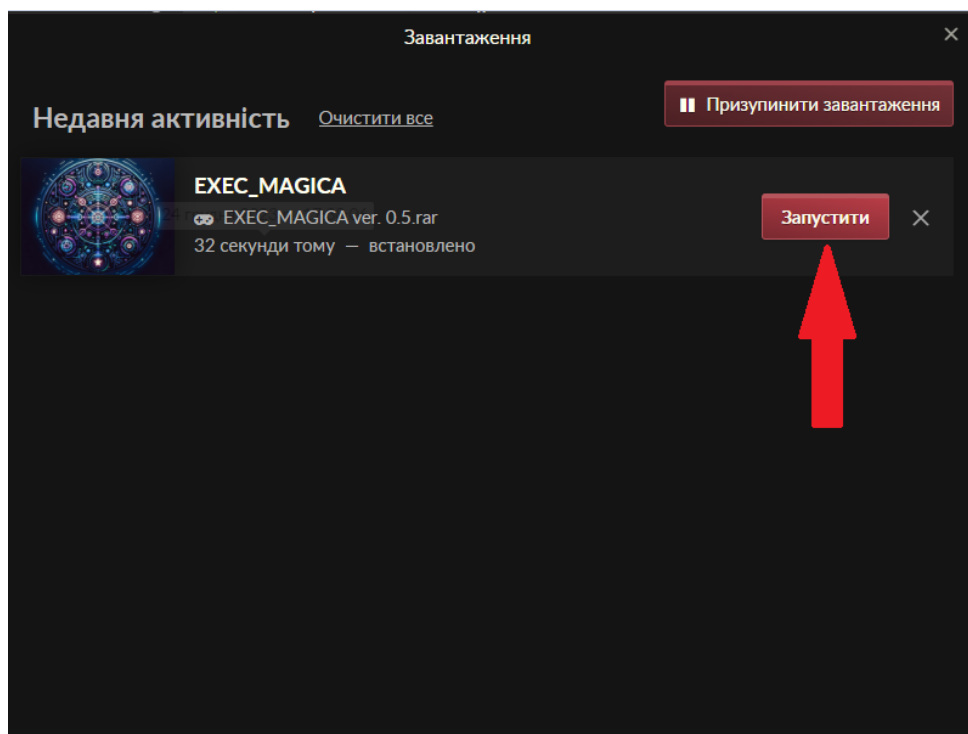 Завантаження
Призупинити завантаження
Недавня активність Очистити все
EXEC_MAGICA
EXEC_MAGICA ver. 0.5.rar
32 секунди тому — встановлено
Запустити